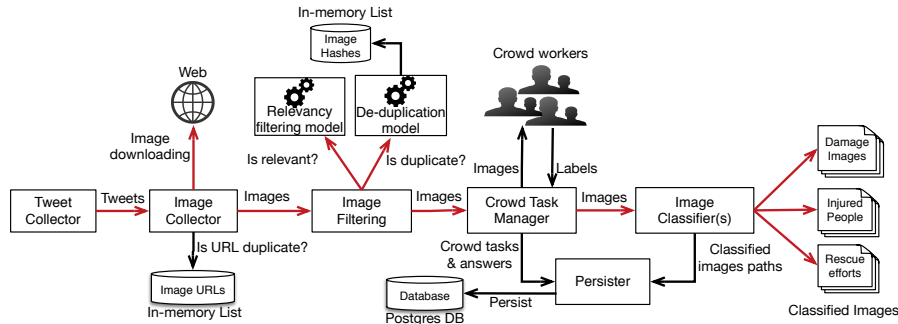 In-memory List
Image
Hashes
Crowd workers
Web
Relevancy
filtering model
De-duplication
model
Image
downloading
Is relevant?
Is duplicate?
Images
Labels
Damage
Images
Tweet
Collector
Tweets
Image
Collector
Images
Image
Filtering
Images
Crowd Task
Manager
Images
Image
Classifier(s)
Injured
People
Is URL duplicate?
Crowd tasks
& answers
Classified
images paths
Rescue
efforts
Image URLs
In-memory List
Database
Postgres DB
Persist
Persister
Classified Images